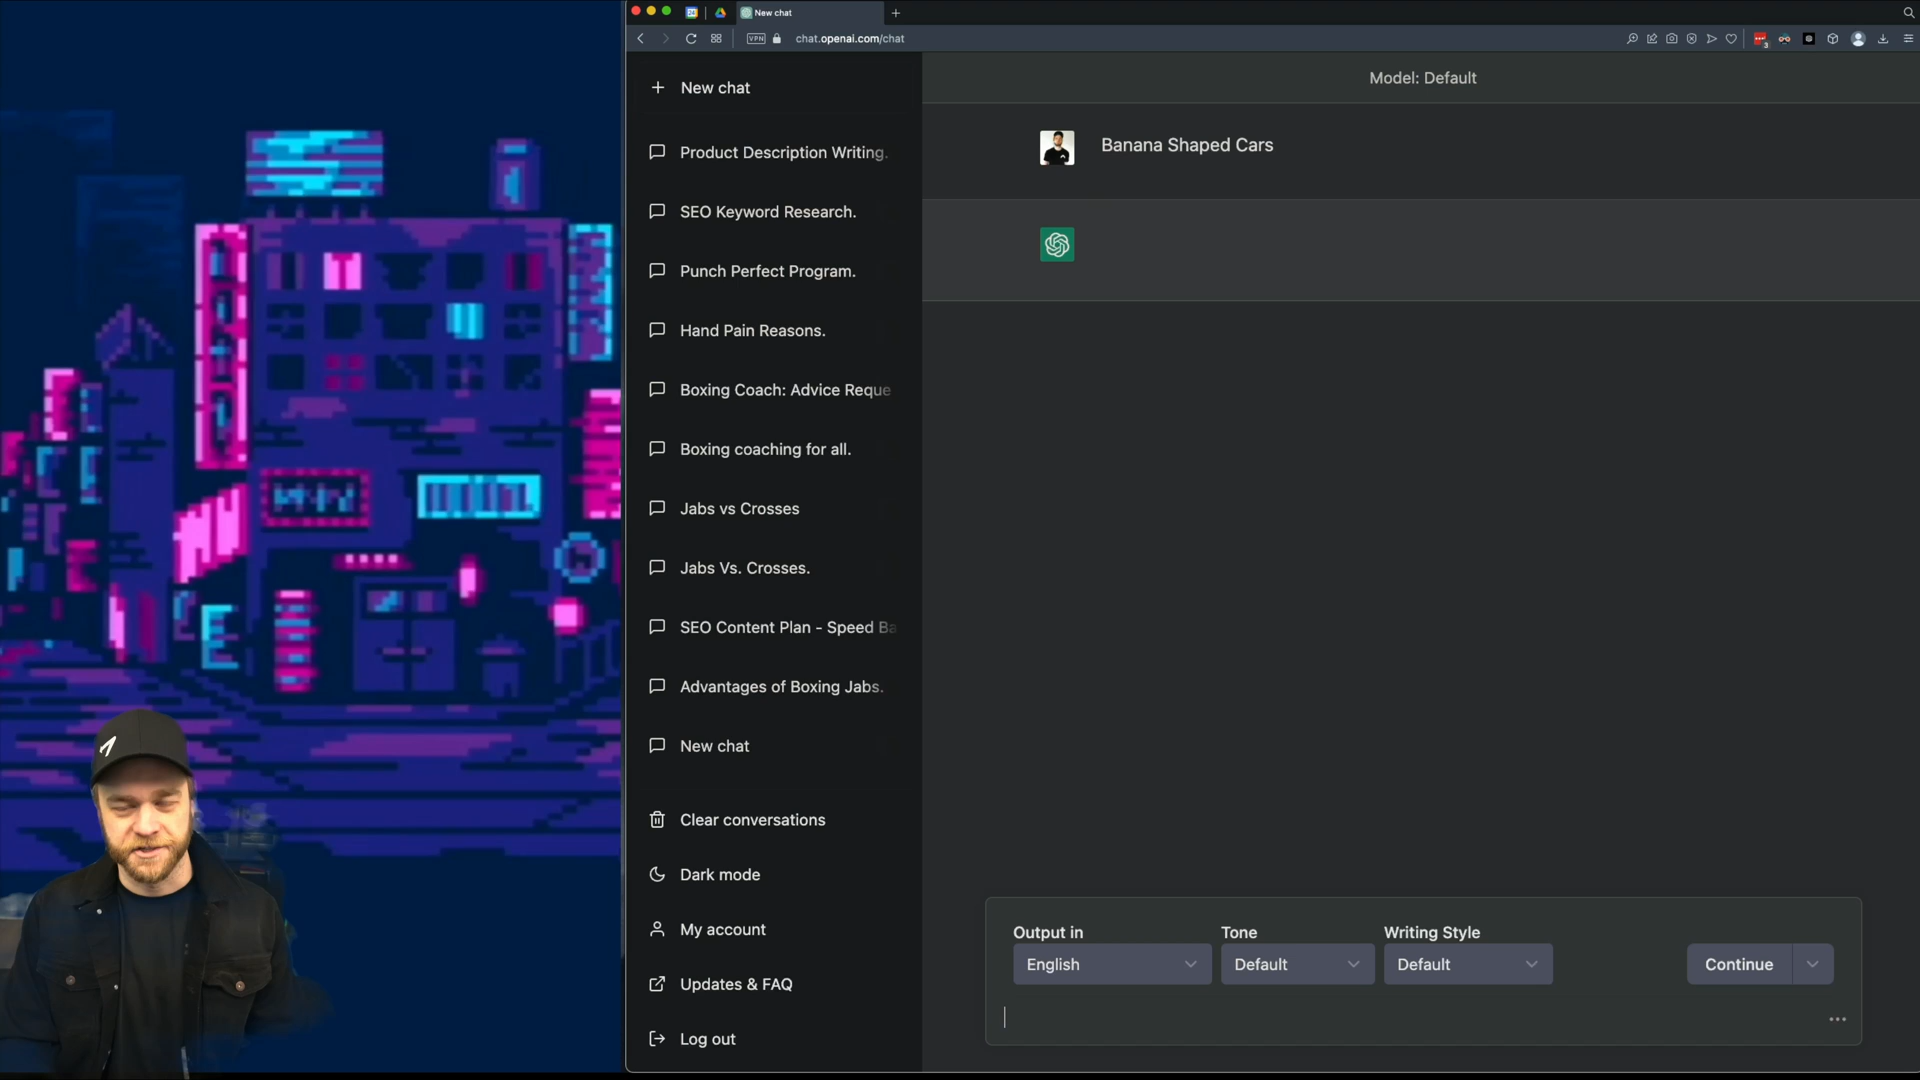 New chat
VPN
chat.openai.com/chat
3
New chat
Product Description Writing.
SEO Keyword Research.
Punch Perfect Program.
Hand Pain Reasons.
Boxing Coach: Advice Reque
Boxing coaching for all.
Jabs vs Crosses
Jabs Vs. Crosses.
SEO Content Plan - Speed Ba
Advantages of Boxing Jabs.
New chat
Clear conversations
Dark mode
My account
Updates & FAQ
Log out
Model: Default
Banana Shaped Cars
Output in
Tone
Writing Style
English
Default
Default
Continue